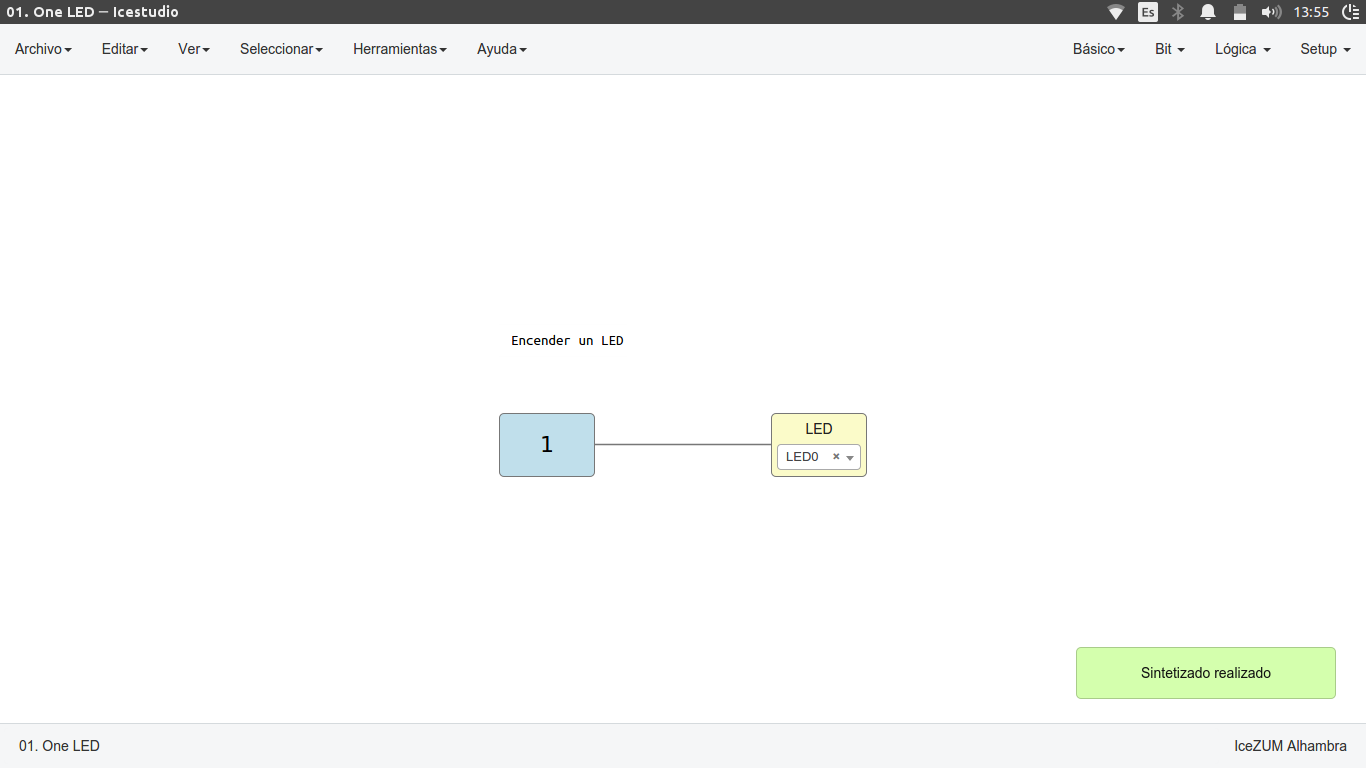 01. One LED — Icestudio
Es
13:55
Archivo Editar Ver Seleccionar Herramientas Ayuda Básico Bit Lógica Setup
Encender un LED
1
LED
LED0 ×
Sintetizado realizado
01. One LED
IceZUM Alhambra